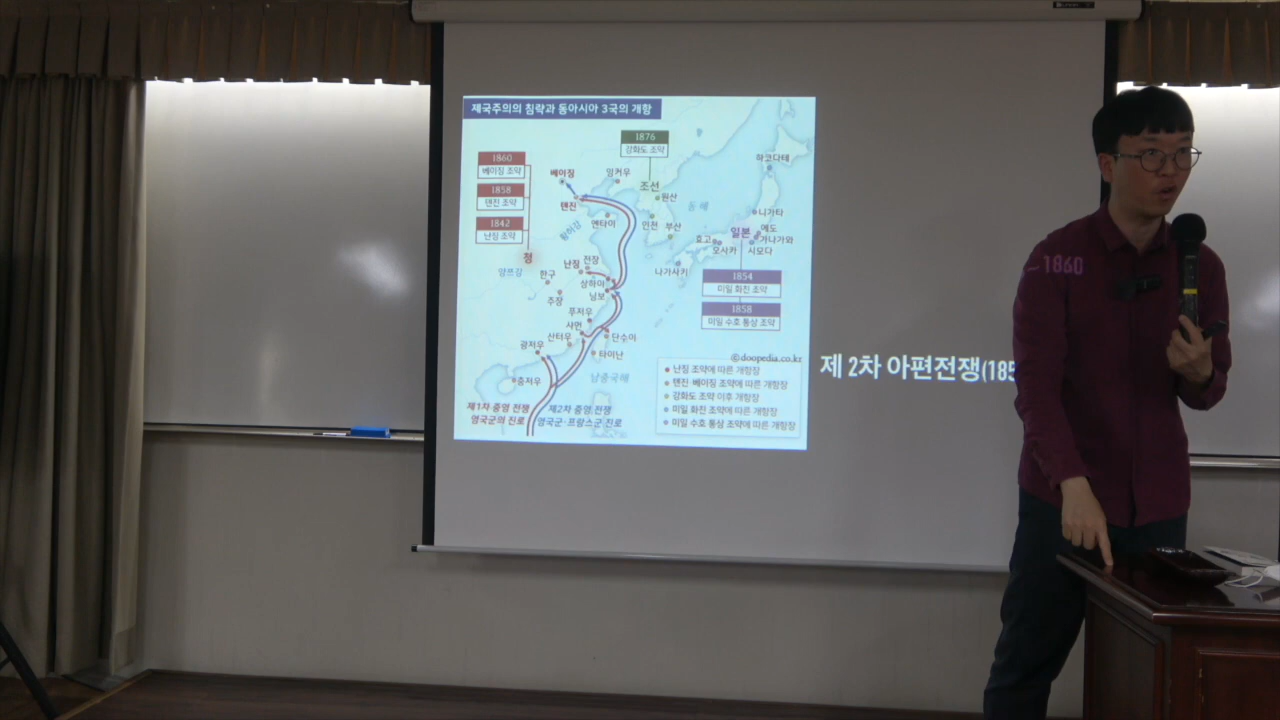 제국주의의 침략과 동아시아 3국의 개항
1876
강화도 조약
1860
베이징 조약
1858
톈진 조약
1842
난징 조약
청
베이징
톈진
잉커우
조선
원산
인천
부산
옌타이
황허강
동해
하코다테
니가타
에도
가나가와
일본
효고
오사카
시모다
나가사키
1854
미일 화친 조약
1858
미일 수호 통상 조약
양쯔강
한구
난징
전장
상하이
닝보
푸저우
샤먼
산터우
광저우
단수이
타이난
충저우
남중국해
제1차 중영 전쟁
영국군의 진로
제2차 중영 전쟁
영국군·프랑스군 진로
ⓒdoopedia.co.kr
난징 조약에 따른 개항장
톈진·베이징 조약에 따른 개항장
강화도 조약 이후 개항장
미일 화친 조약에 따른 개항장
미일 수호 통상 조약에 따른 개항장
제 2차 아편전쟁(185
1860